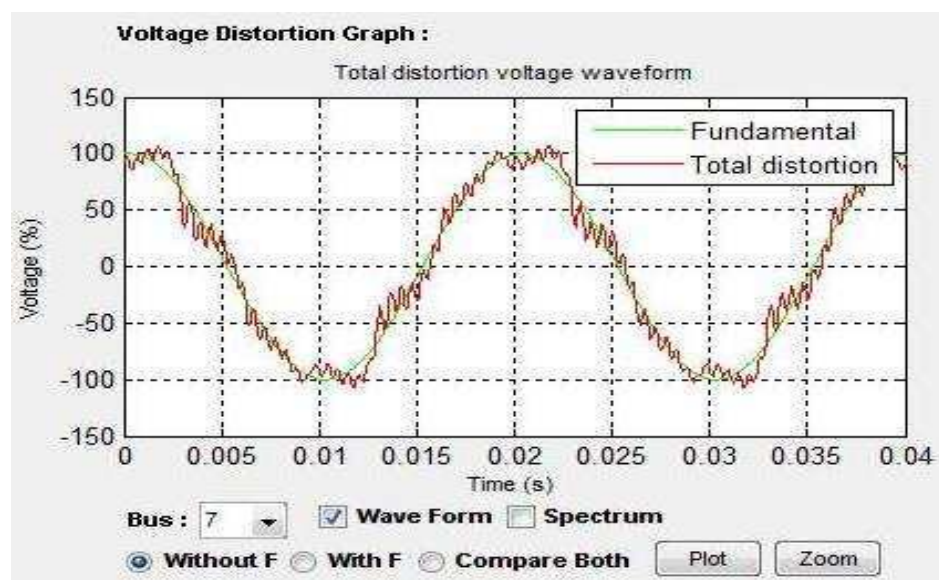 Voltage Distortion Graph :
Total distortion voltage waveform
Voltage (%)
150
100
50
0
-50
-100
-150
Fundamental
Total distortion
0 0.005 0.01 0.015 0.02 0.025 0.03 0.035 0.04
Time (s)
Bus : 7 Wave Form Spectrum
Without F With F Compare Both Plot Zoom